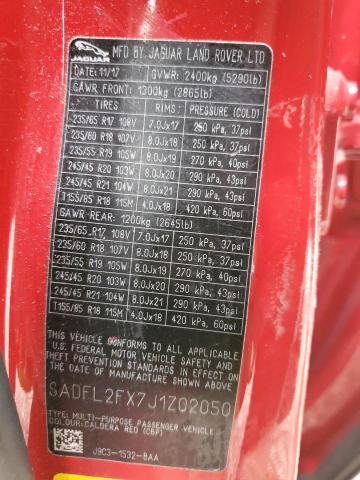 JAGUAR
MFD BY JAGUAR LAND ROVER LTD
DATE: 11/17 GVWR: 2400kg (5290lb)
GAWR FRONT: 1300kg (2865lb)
TIRES RIMS PRESSURE (COLD)
235/65 R17 108V 7.0Jx17 250 kPa, 37psi
235/60 R18 107V 8.0Jx18 250 kPa, 37psi
235/55 R19 105W 8.0Jx19 270 kPa, 40psi
245/45 R20 103W 8.0Jx20 290 kPa, 43psi
245/45 R21 104W 8.0Jx21 290 kPa, 43psi
T155/85 R18 115M 4.0Jx18 420 kPa, 60psi
GAWR-REAR: 1200kg (2645lb)
235/65 R17 108V 7.0Jx17 250 kPa, 37psi
235/60 R18 107V 8.0Jx18 250 kPa, 37psi
235/55 R19 105W 8.0Jx19 270 kPa, 40psi
245/45 R20 103W 8.0Jx20 290 kPa, 43psi
245/45 R21 104W 8.0Jx21 290 kPa, 43psi
T155/85 R18 115M 4.0Jx18 420 kPa, 60psi
THIS VEHICLE CONFORMS TO ALL APPLICABLE
U.S. FEDERAL MOTOR VEHICLE SAFETY
AND THEFT PREVENTION STANDARDS IN EFFECT ON
THE DATE OF MANUFACTURE SHOWN ABOVE.
SADFL2FX7J1Z02050
TYPE: MULTI-PURPOSE PASSENGER VEHICLE
COLOUR: CALDERA RED (CBP)
J9C3-1532-BAA